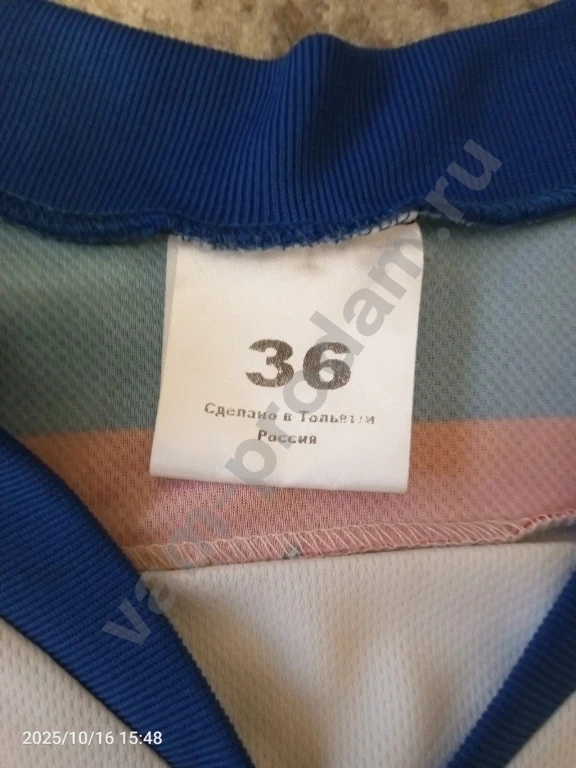 36
Сделано в Тольятти
Россия
vam-prodam.ru
2025/10/16 15:48